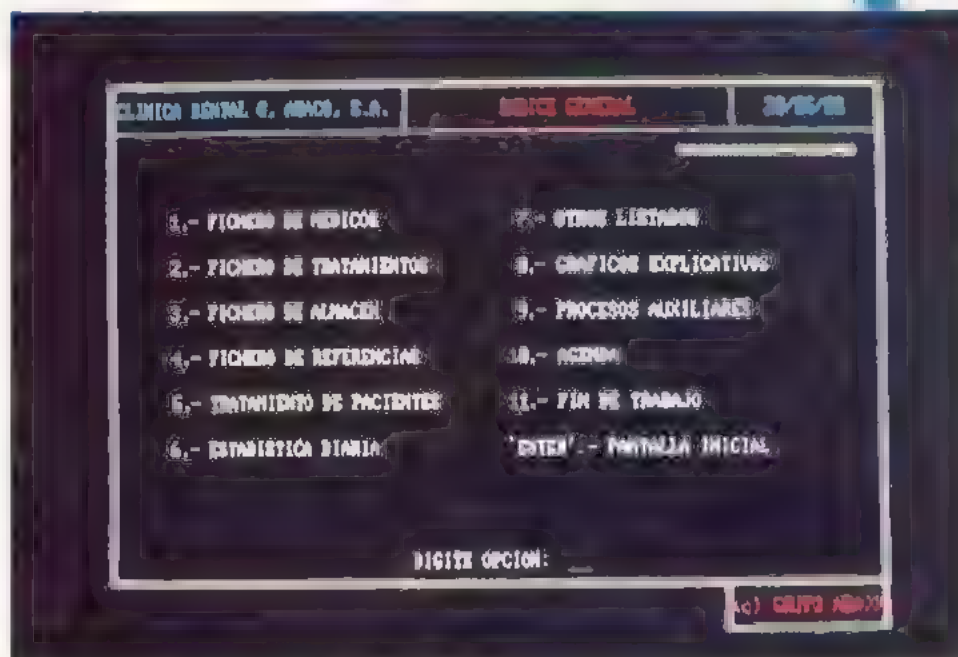 CLINICA DENTAL G. ABACO, S.A.
INDICE GENERAL
1.- FICHERO DE MEDICOS
2.- FICHERO DE TRATAMIENTOS
3.- FICHERO DE ALMACEN
4.- FICHERO DE REFERENCIAS
5.- TRATAMIENTO DE PACIENTES
6.- ESTADISTICA DIARIA
7.- OTROS LISTADOS
8.- GRAFICOS EXPLICATIVOS
9.- PROCESOS AUXILIARES
10.- AGENDA
11.- FIN DE TRABAJO
'ENTER'.- PANTALLA INICIAL
DIGITE OPCION:
(c) GRUPO ABACO